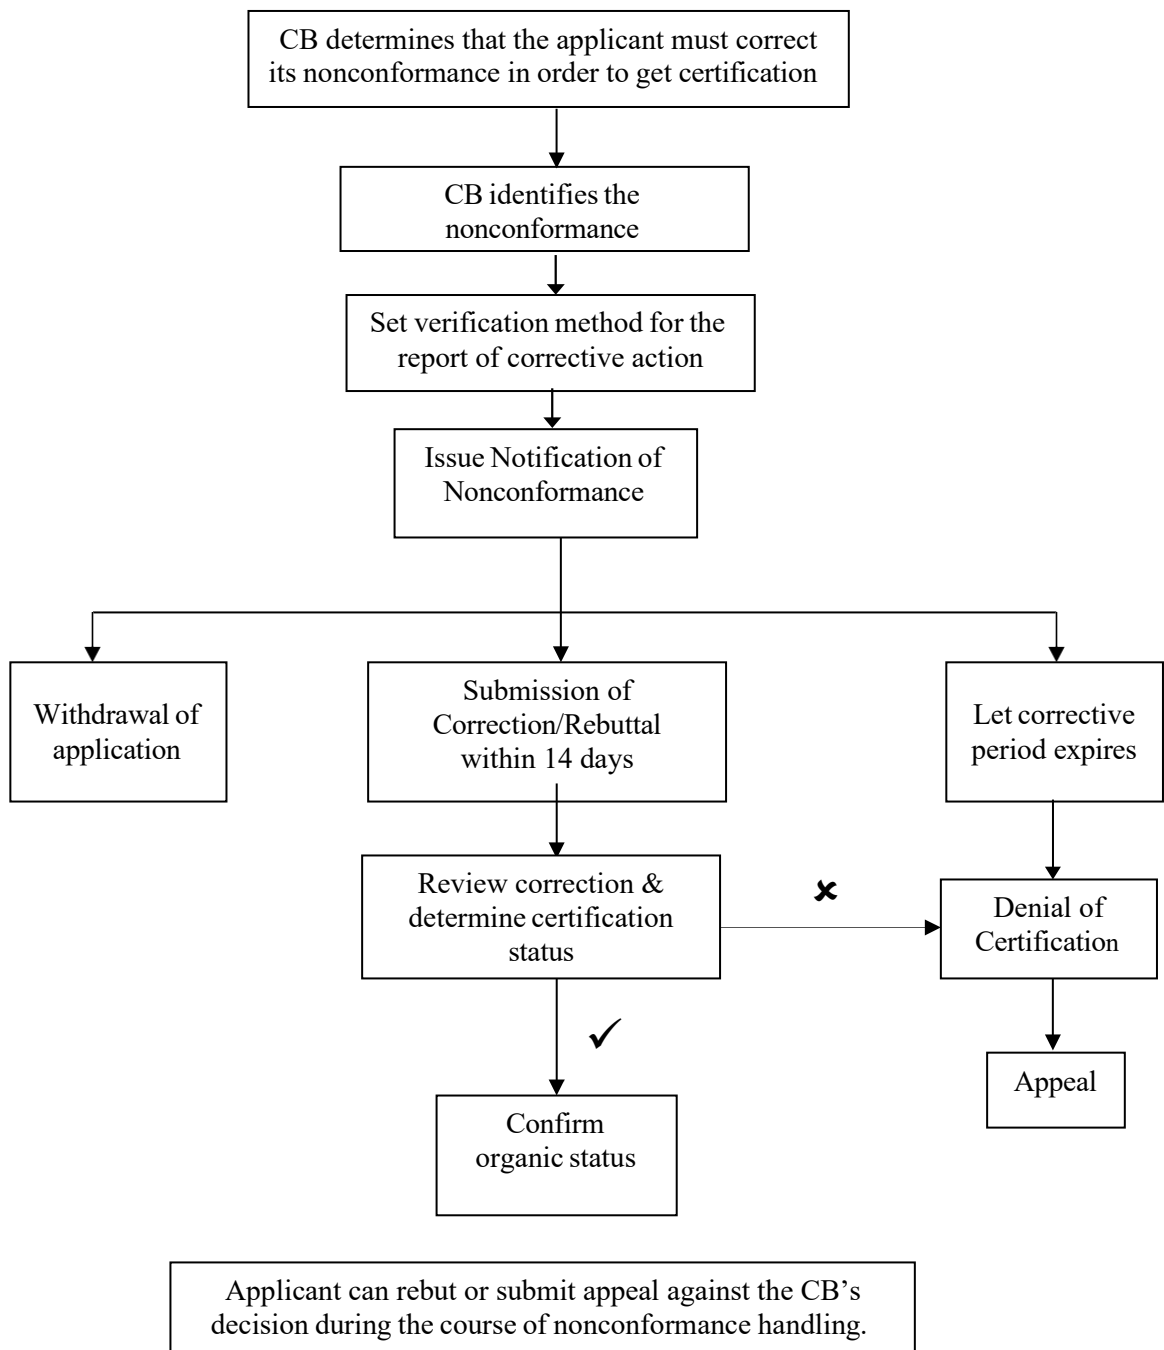 CB determines that the applicant must correct
its nonconformance in order to get certification
CB identifies the
nonconformance
Set verification method for the
report of corrective action
Issue Notification of
Nonconformance
Withdrawal of
application
Submission of
Correction/Rebuttal
within 14 days
Let corrective
period expires
Review correction &
determine certification
status
✘
Denial of
Certification
✓
Appeal
Confirm
organic status
Applicant can rebut or submit appeal against the CB’s
decision during the course of nonconformance handling.